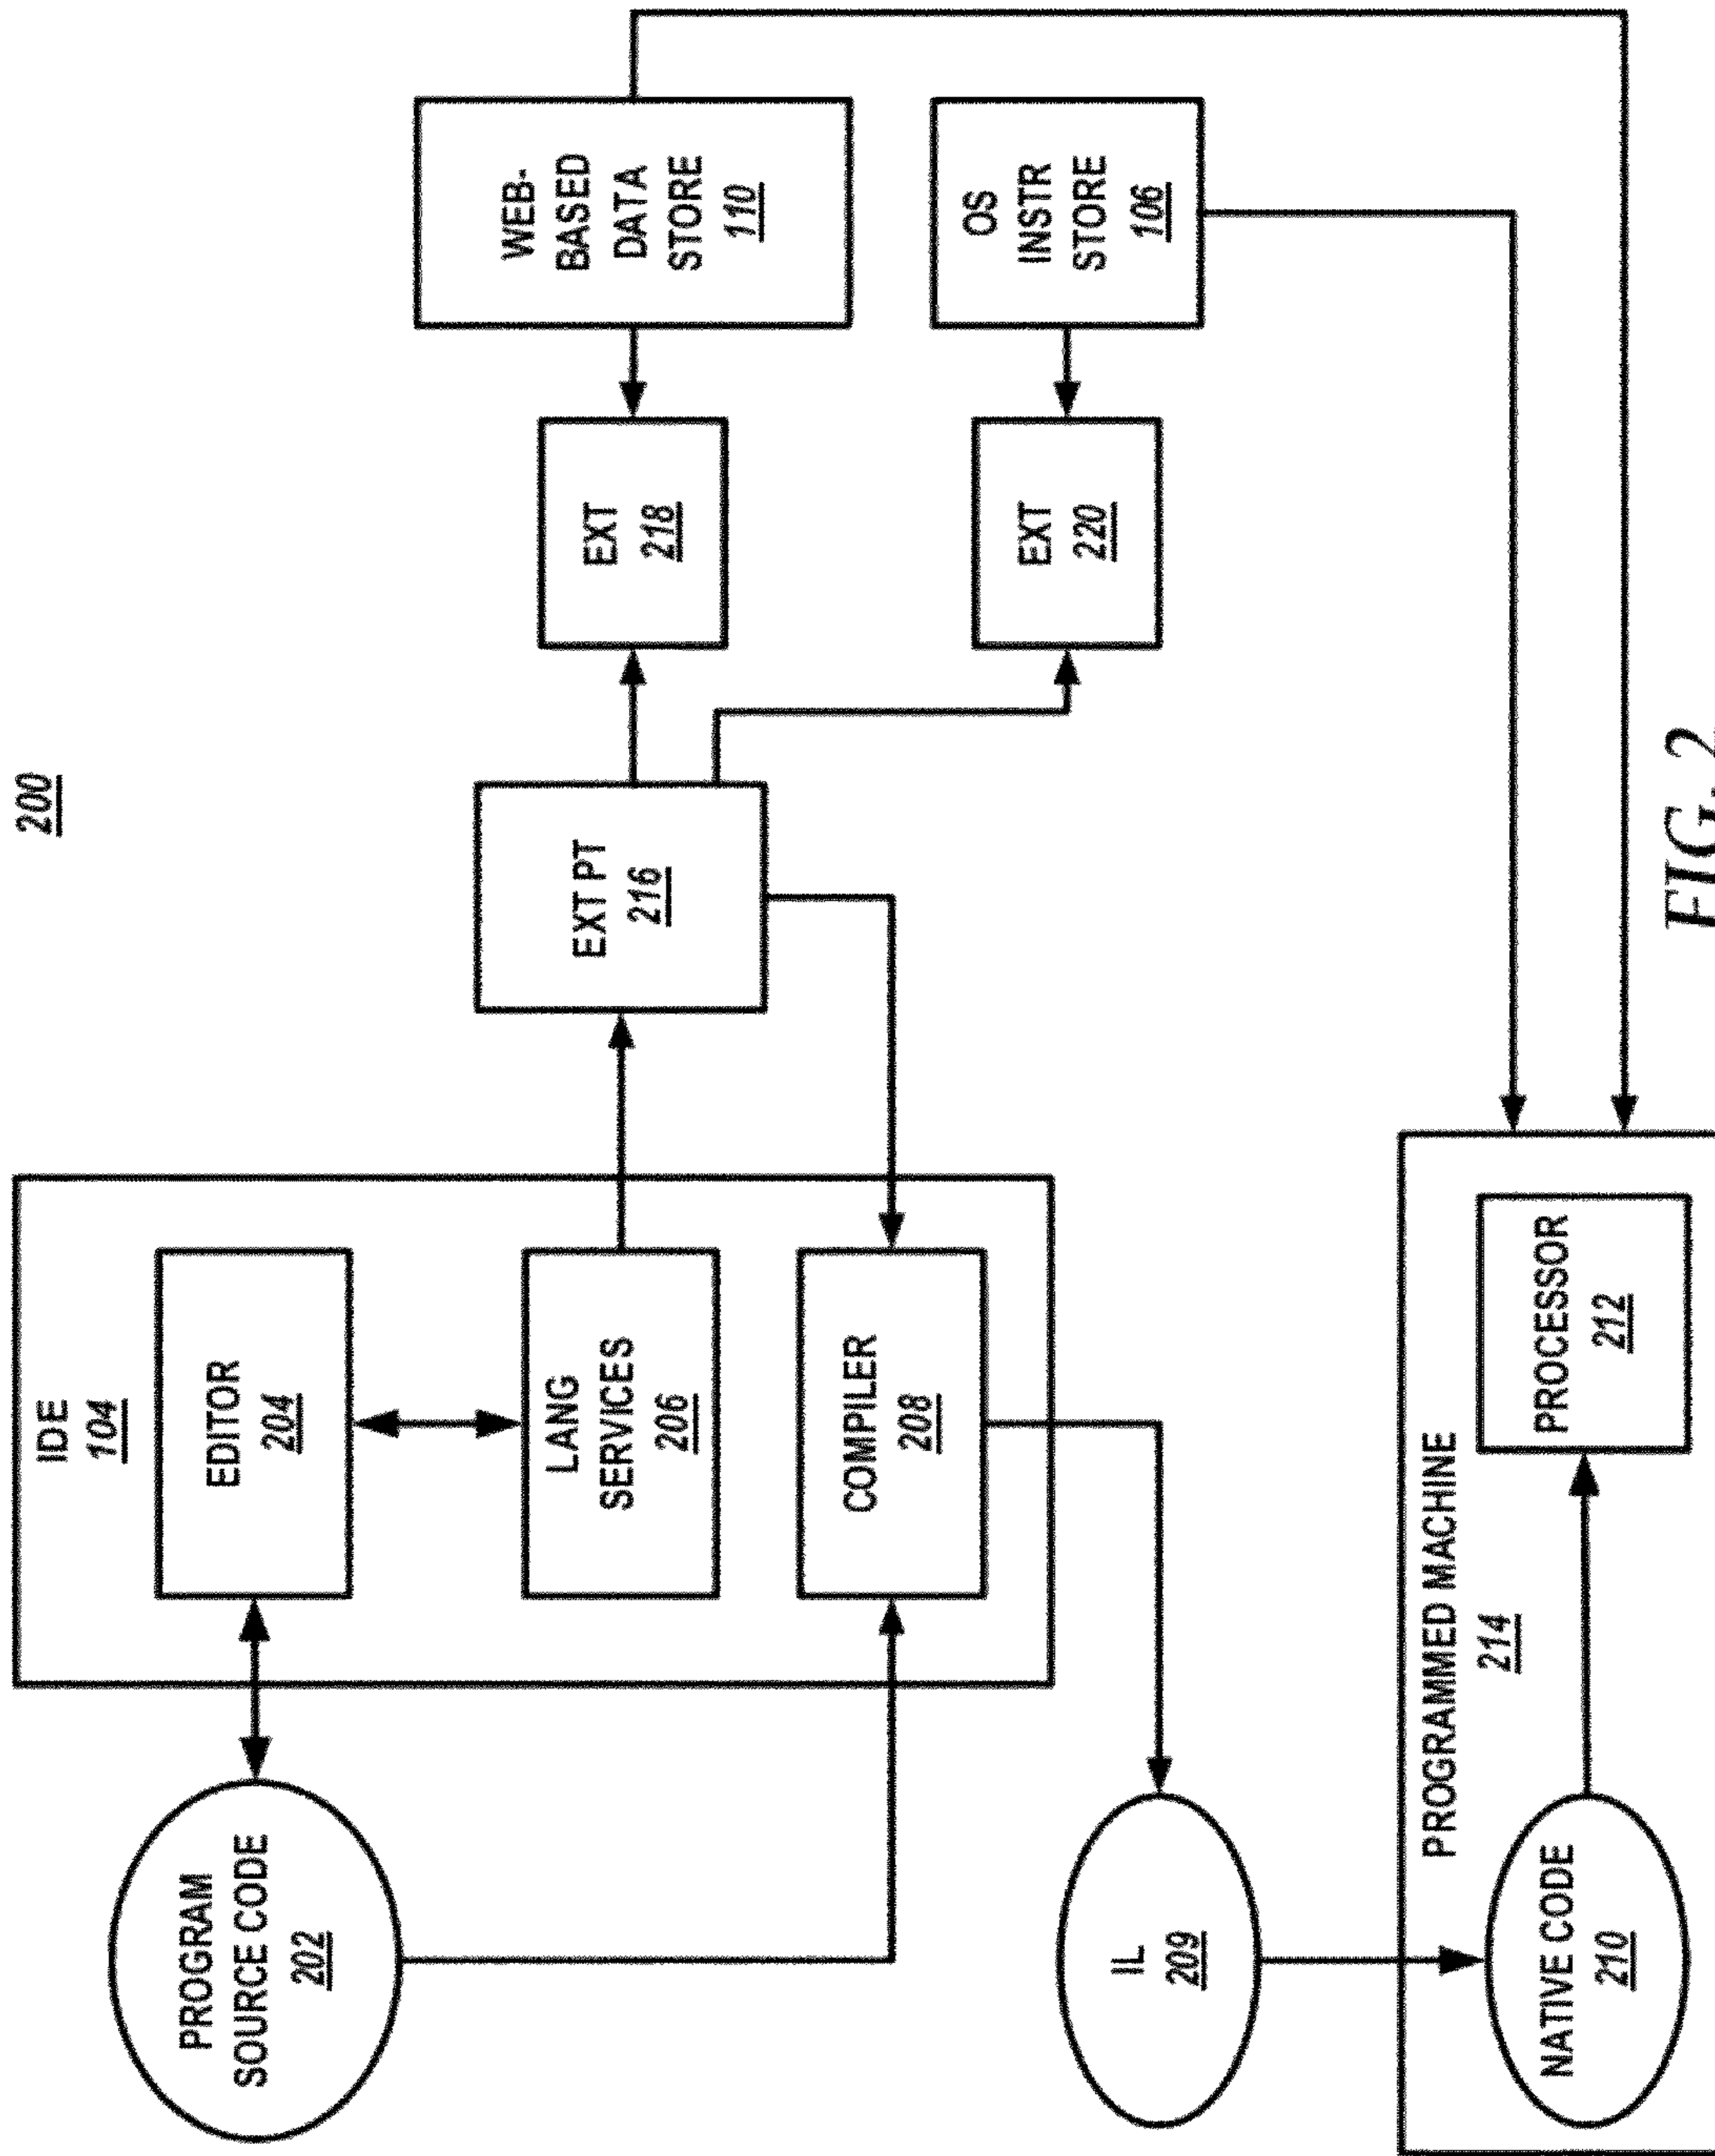 200
IDE
104
PROGRAM
SOURCE CODE
202
EDITOR
204
LANG
SERVICES
206
COMPILER
208
EXT PT
216
EXT
218
WEB-
BASED
DATA
STORE
110
EXT
220
OS
INSTR
STORE
106
IL
209
PROGRAMMED MACHINE
214
NATIVE CODE
210
PROCESSOR
212
FIG. 2